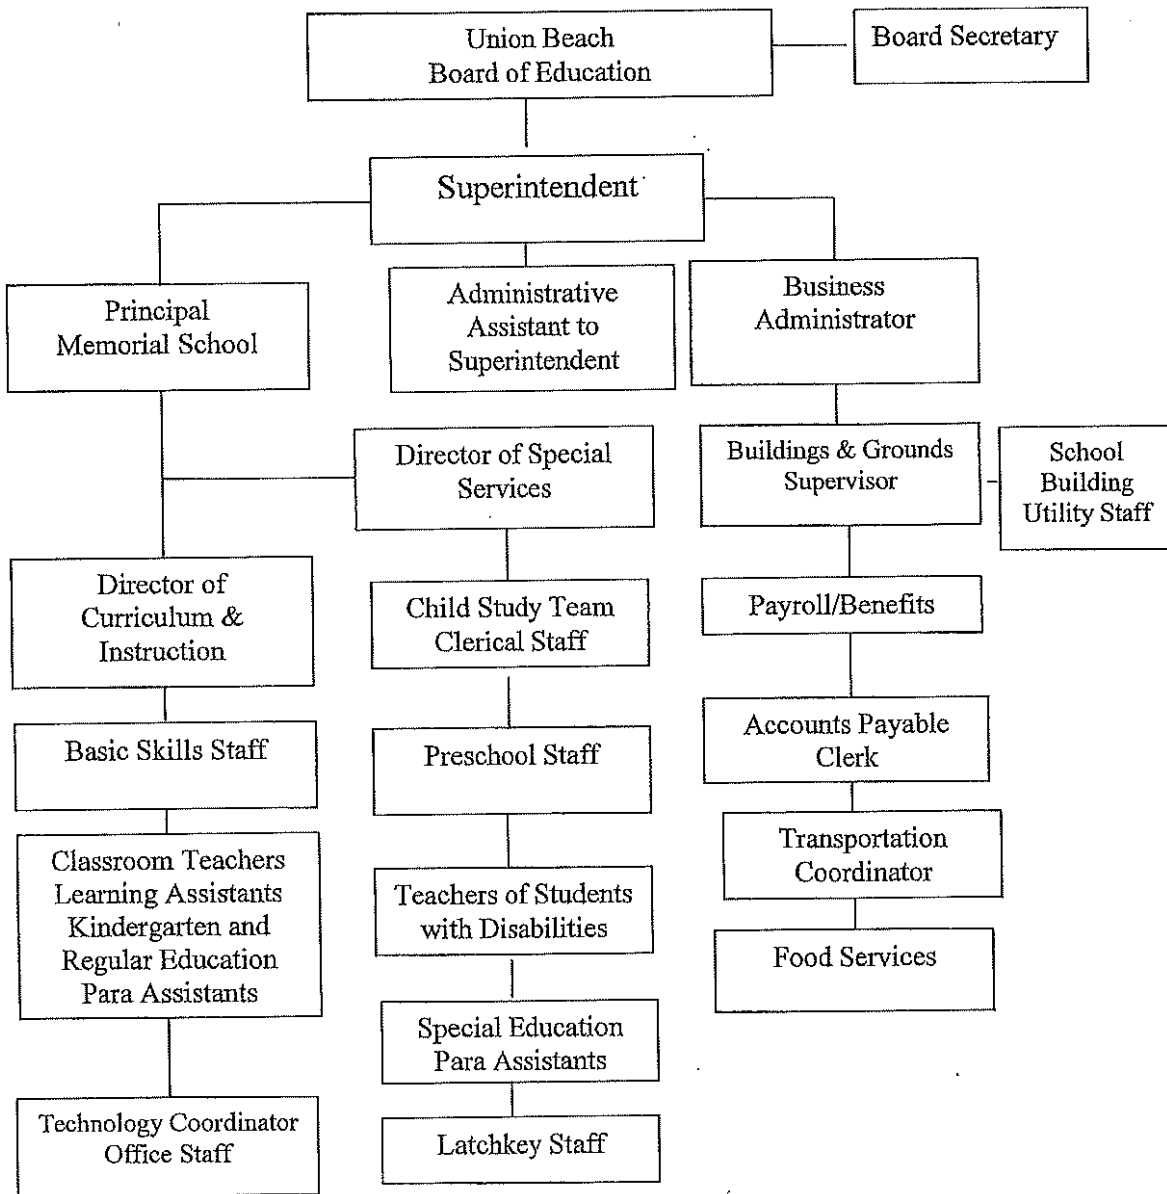 Union Beach
Board of Education
Board Secretary
Superintendent
Principal
Memorial School
Administrative
Assistant to
Superintendent
Business
Administrator
Director of Special
Services
Buildings & Grounds
Supervisor
School
Building
Utility Staff
Director of
Curriculum &
Instruction
Child Study Team
Clerical Staff
Payroll/Benefits
Basic Skills Staff
Preschool Staff
Accounts Payable
Clerk
Classroom Teachers
Learning Assistants
Kindergarten and
Regular Education
Para Assistants
Teachers of Students
with Disabilities
Transportation
Coordinator
Food Services
Special Education
Para Assistants
Technology Coordinator
Office Staff
Latchkey Staff